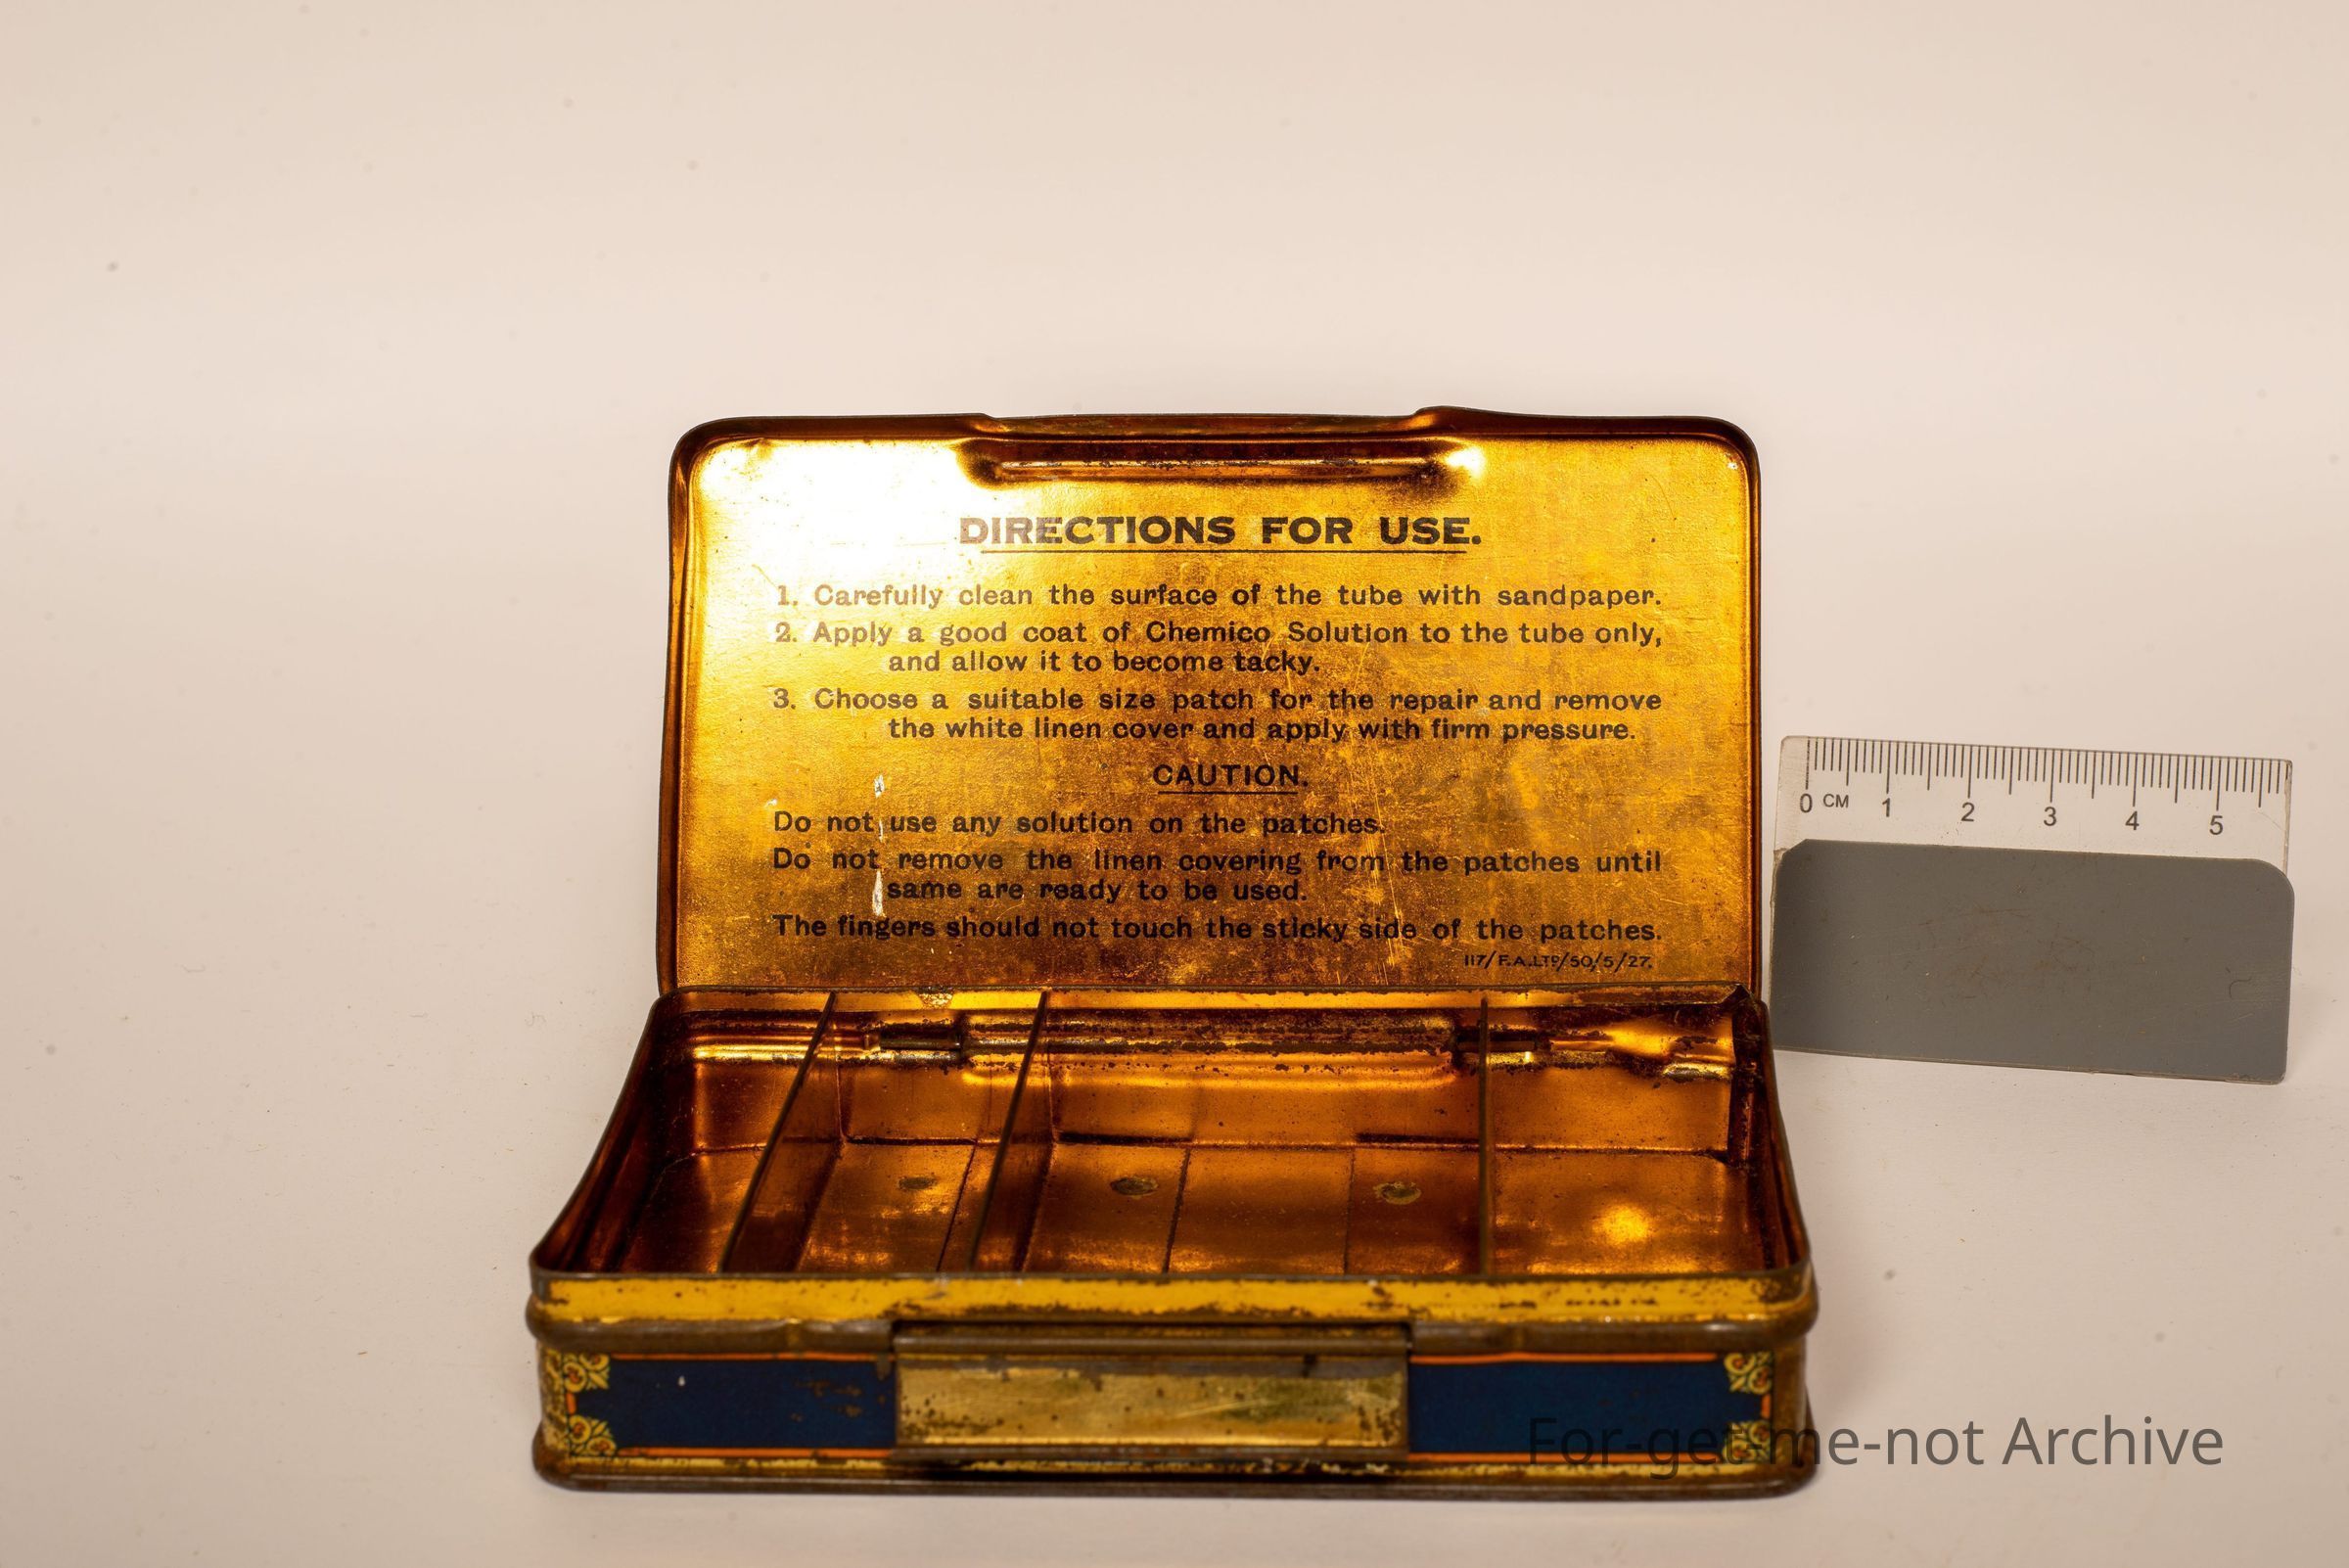 DIRECTIONS FOR USE.
1. Carefully clean the surface of the tube with sandpaper.
2. Apply a good coat of Chemico Solution to the tube only,
and allow it to become tacky.
3. Choose a suitable size patch for the repair and remove
the white linen cover and apply with firm pressure.
CAUTION.
Do not use any solution on the patches.
Do not remove the linen covering from the patches until
same are ready to be used.
The fingers should not touch the sticky side of the patches.
117/F.A.LTD/50/5/27.
0 CM 1 2 3 4 5
For-get-me-not Archive